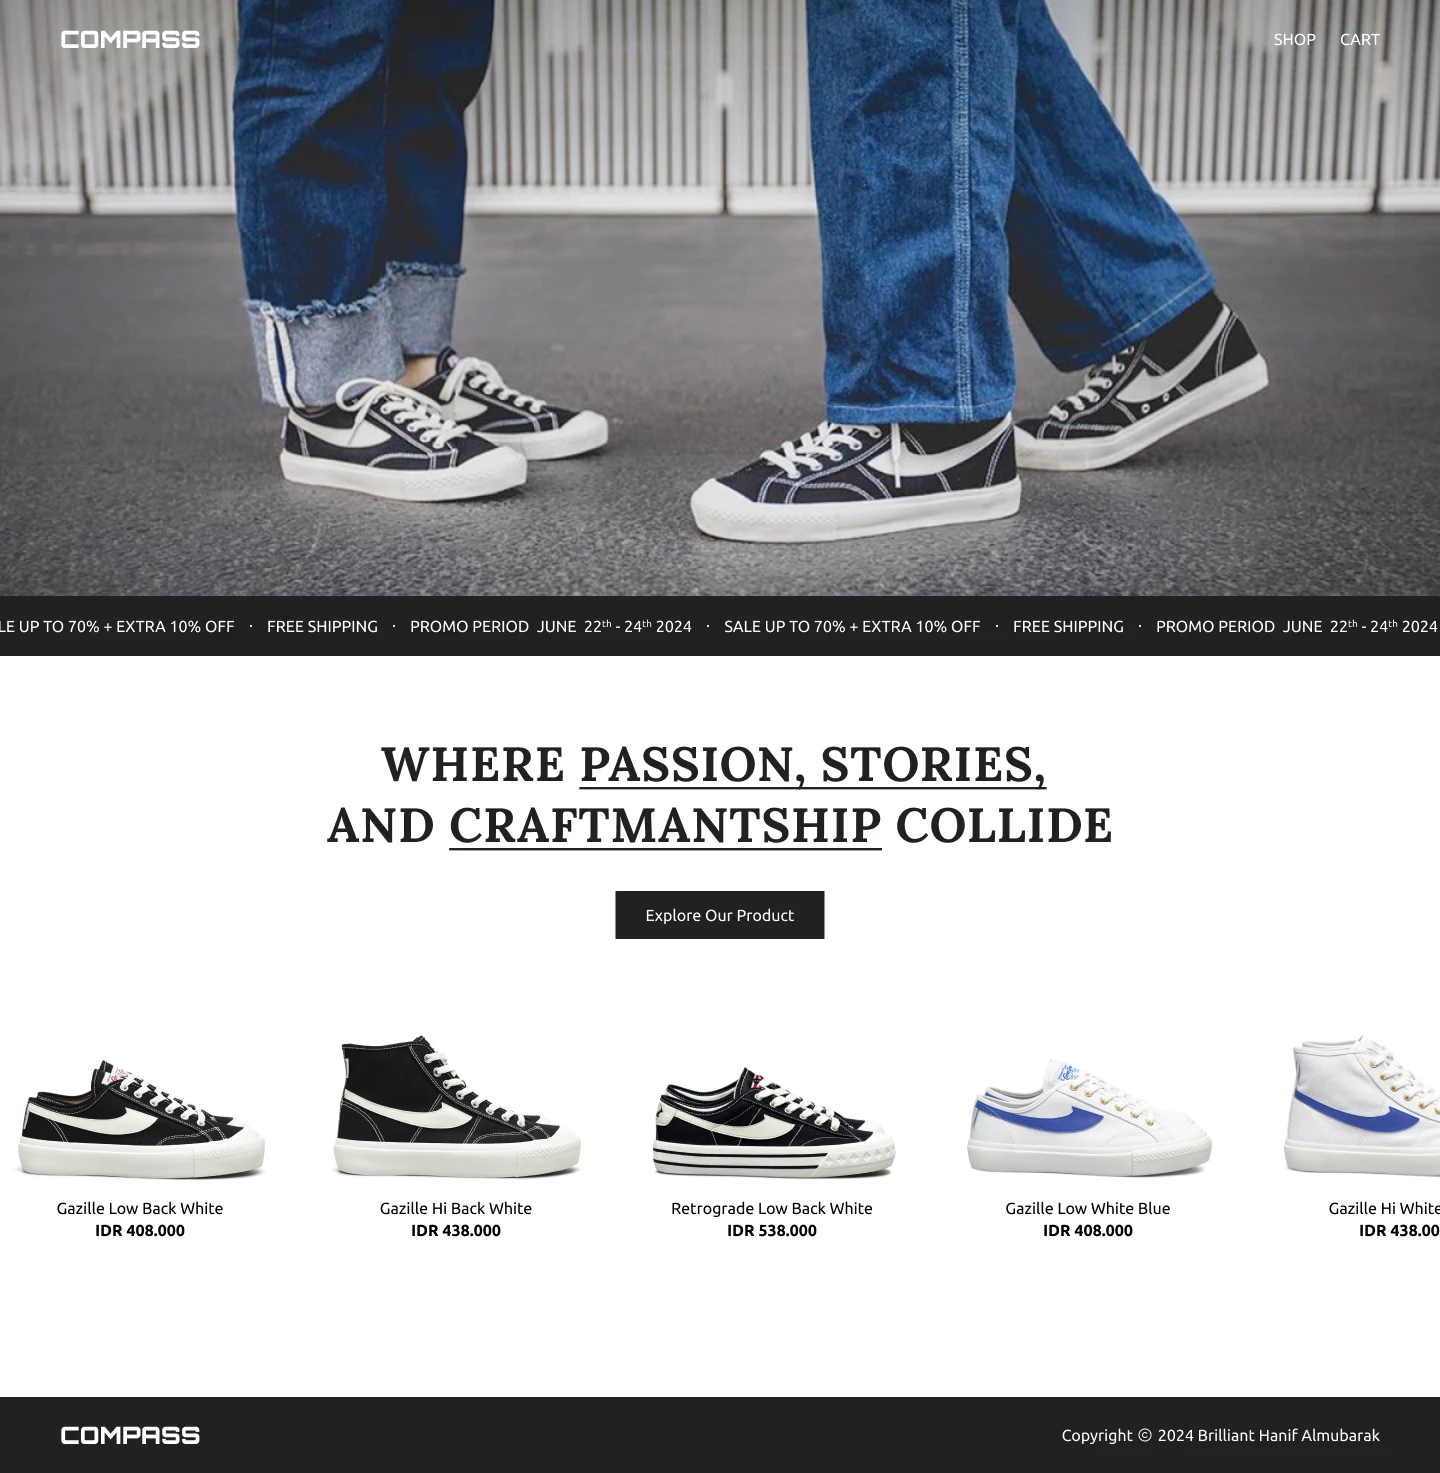 COMPASS
SHOP CART
LE UP TO 70% + EXTRA 10% OFF · FREE SHIPPING · PROMO PERIOD JUNE 22th - 24th 2024 · SALE UP TO 70% + EXTRA 10% OFF · FREE SHIPPING · PROMO PERIOD JUNE 22th - 24th 2024
WHERE PASSION, STORIES,
AND CRAFTMANTSHIP COLLIDE
Explore Our Product
Gazille Low Back White
IDR 408.000
Gazille Hi Back White
IDR 438.000
Retrograde Low Back White
IDR 538.000
Gazille Low White Blue
IDR 408.000
Gazille Hi White
IDR 438.00
COMPASS
Copyright © 2024 Brilliant Hanif Almubarak